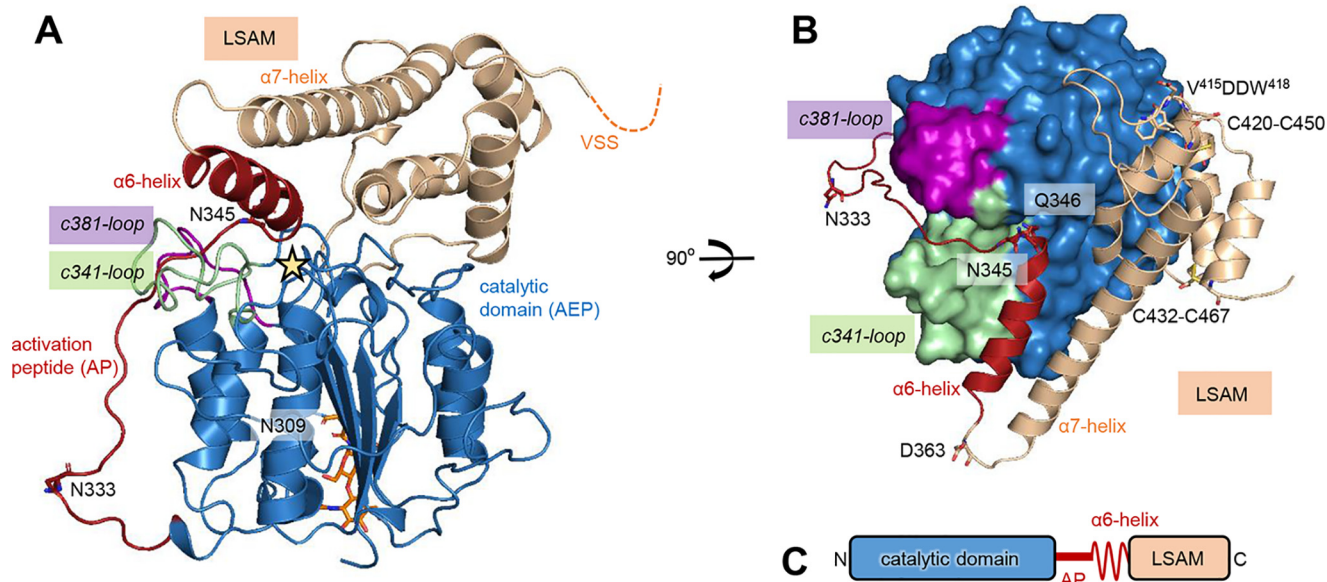 A
LSAM
α7-helix
VSS
α6-helix
N345
c381-loop
c341-loop
catalytic
domain (AEP)
activation
peptide (AP)
N309
N333
90°
B
V⁴¹⁵DDW⁴¹⁸
c381-loop
C420-C450
N333
Q346
N345
C432-C467
c341-loop
α6-helix
LSAM
α7-helix
D363
C
α6-helix
N
catalytic domain
LSAM
C
AP